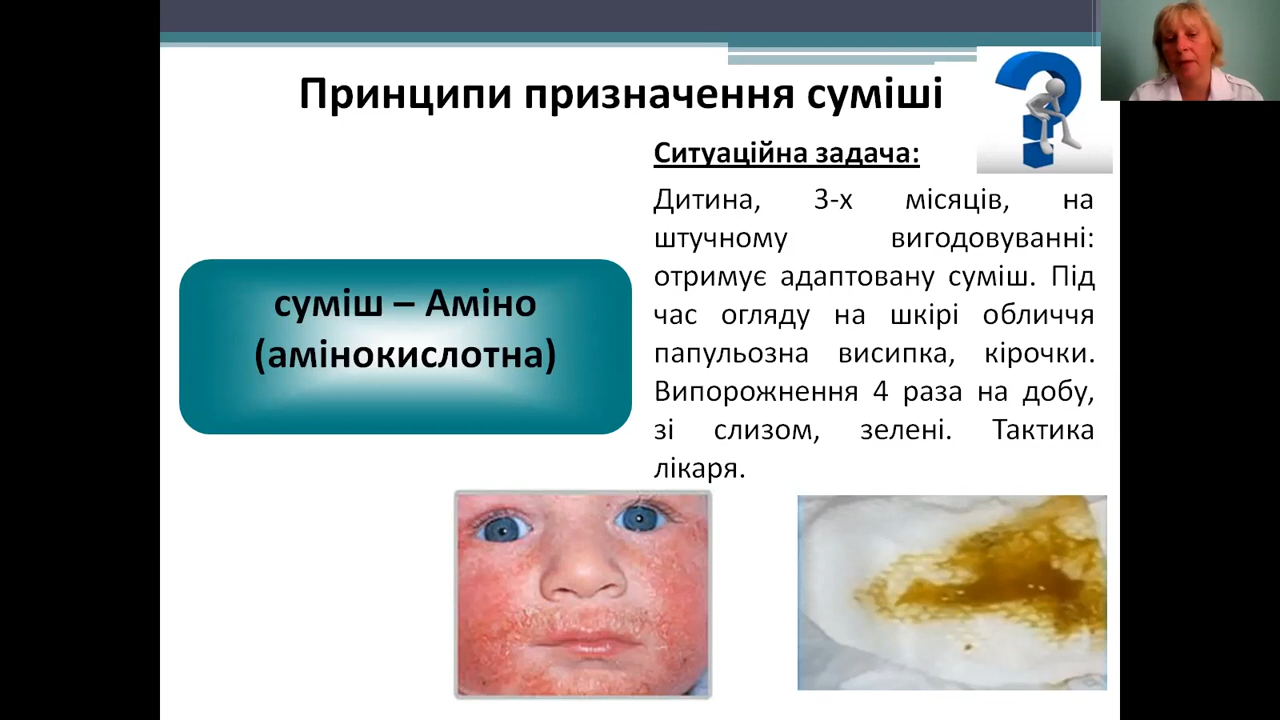 Принципи призначення суміші
суміш – Аміно
(амінокислотна)
Ситуаційна задача:
Дитина, 3-х місяців, на
штучному вигодовуванні:
отримує адаптовану суміш. Під
час огляду на шкірі обличчя
папульозна висипка, кірочки.
Випорожнення 4 раза на добу,
зі слизом, зелені. Тактика
лікаря.